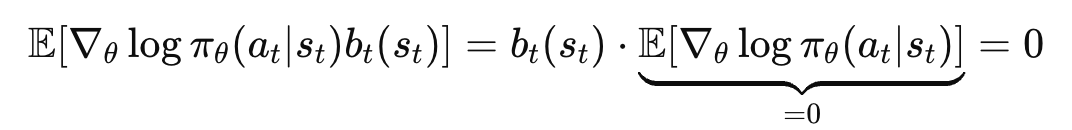 𝔼[∇_θ log π_θ(a_t|s_t)b_t(s_t)] = b_t(s_t) · 𝔼[∇_θ log π_θ(a_t|s_t)] = 0
=0